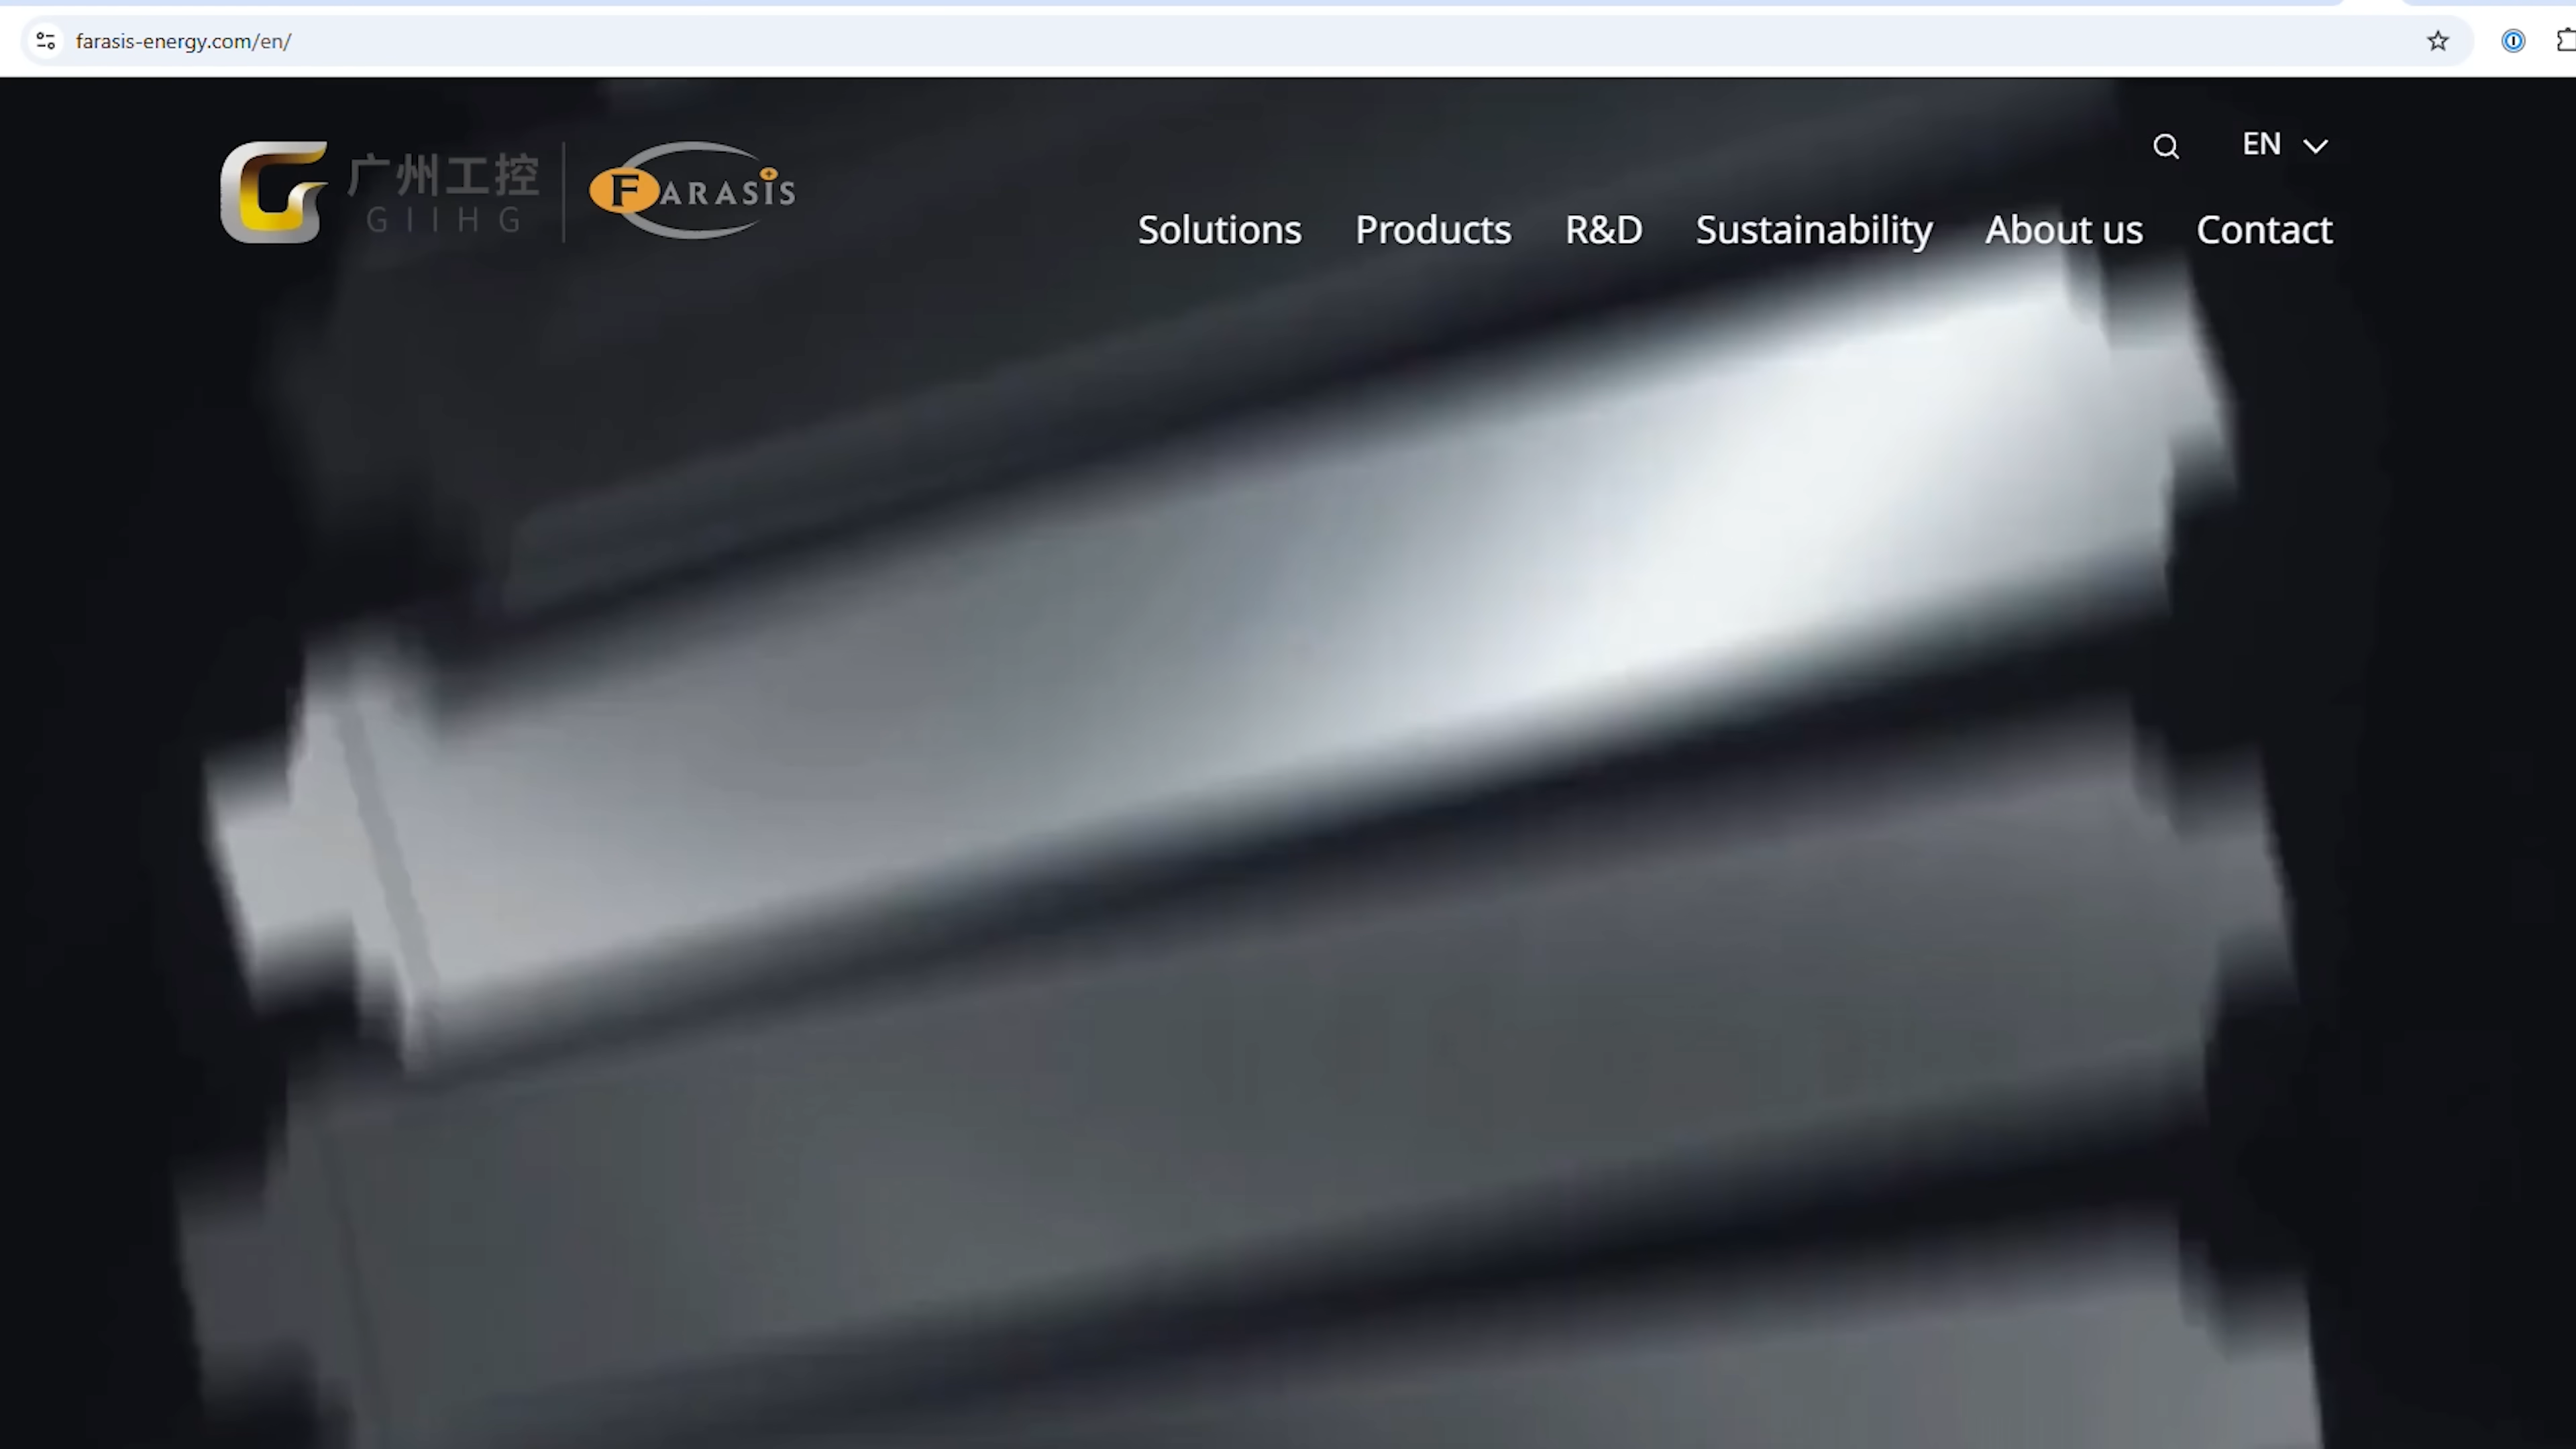 farasis-energy.com/en/
广州工控
GIIHG
FARASIS
EN
Solutions Products R&D Sustainability About us Contact